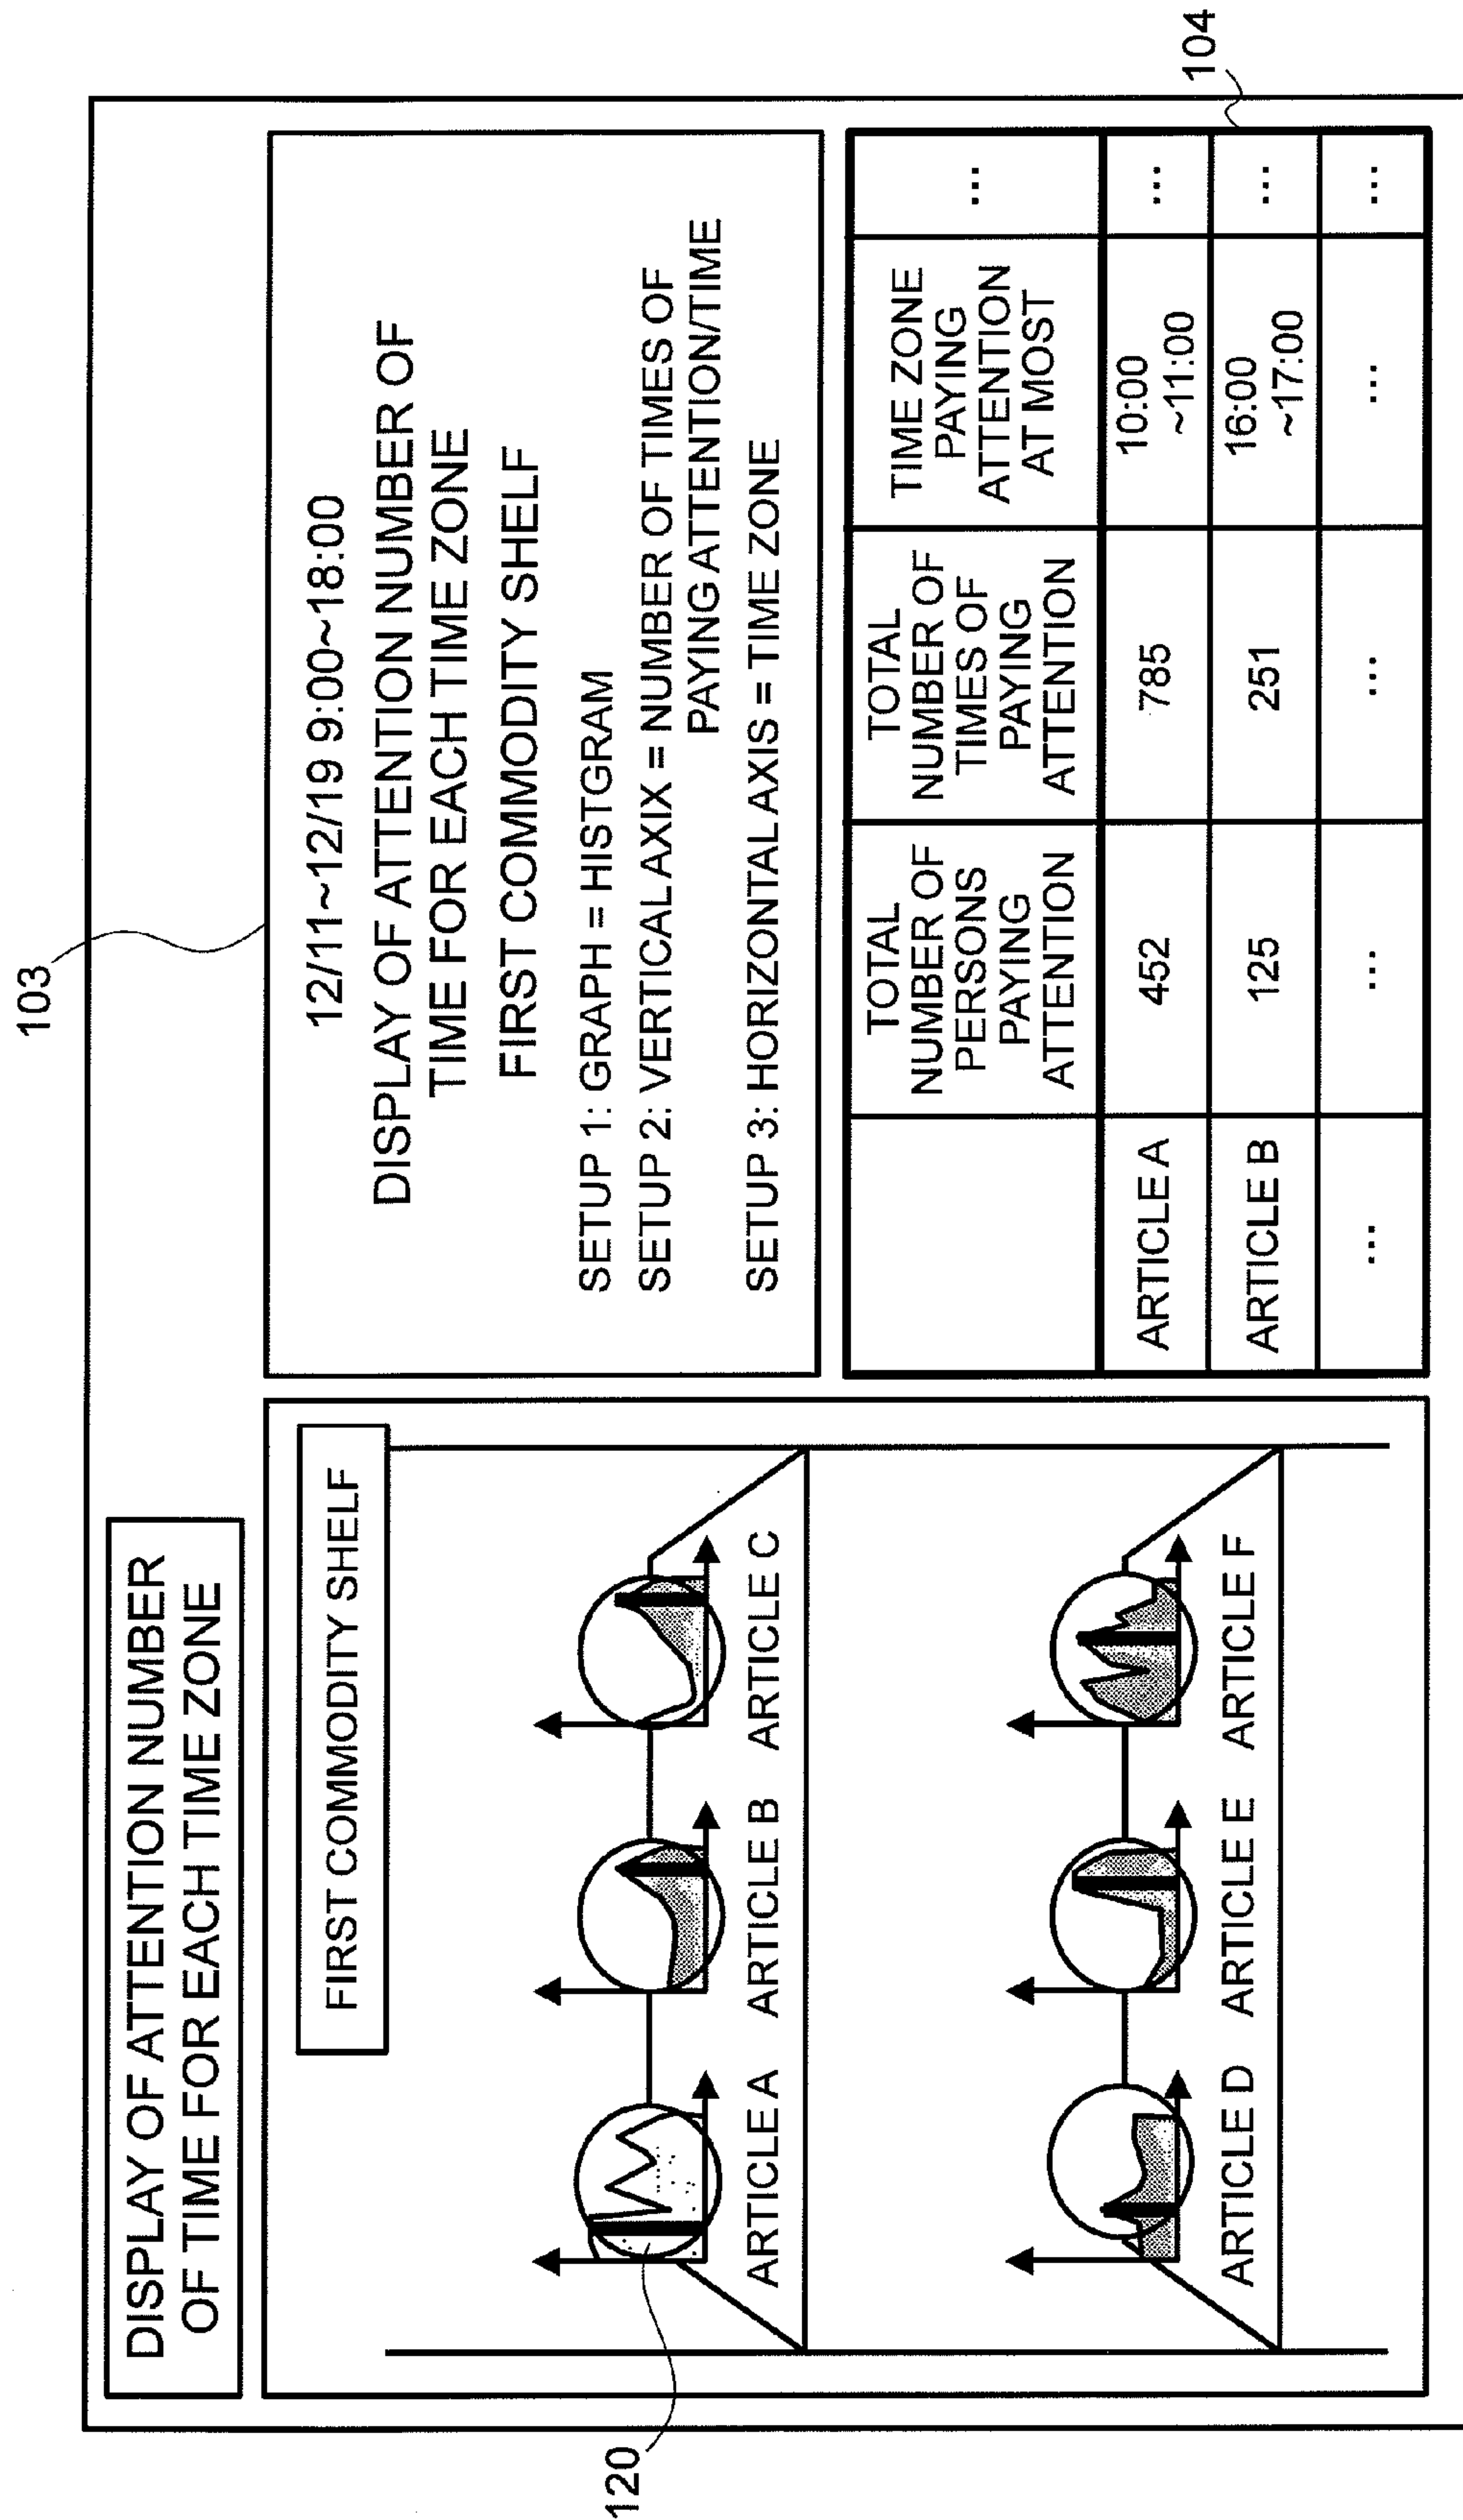 103
DISPLAY OF ATTENTION NUMBER
OF TIME FOR EACH TIME ZONE
FIRST COMMODITY SHELF
ARTICLE A
ARTICLE B
ARTICLE C
ARTICLE D
ARTICLE E
ARTICLE F
120
12/11~12/19 9:00~18:00
DISPLAY OF ATTENTION NUMBER OF
TIME FOR EACH TIME ZONE
FIRST COMMODITY SHELF
SETUP 1: GRAPH = HISTGRAM
SETUP 2: VERTICAL AXIX = NUMBER OF TIMES OF
PAYING ATTENTION/TIME
SETUP 3: HORIZONTAL AXIS = TIME ZONE
TOTAL
NUMBER OF
PERSONS
PAYING
ATTENTION
TOTAL
NUMBER OF
TIMES OF
PAYING
ATTENTION
TIME ZONE
PAYING
ATTENTION
AT MOST
...
ARTICLE A
452
785
10:00
~11:00
...
ARTICLE B
125
251
16:00
~17:00
...
...
...
...
...
...
104